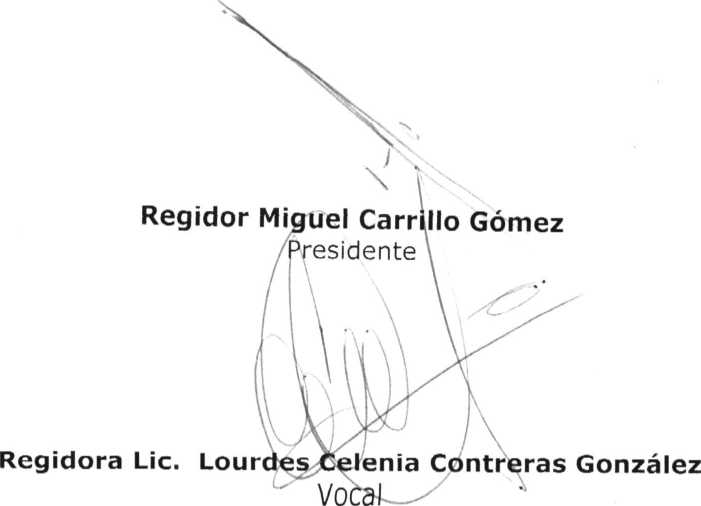 Regidor Miguel Carrillo Gómez
Presidente
Regidora Lic. Lourdes Celenia Contreras González
Vocal